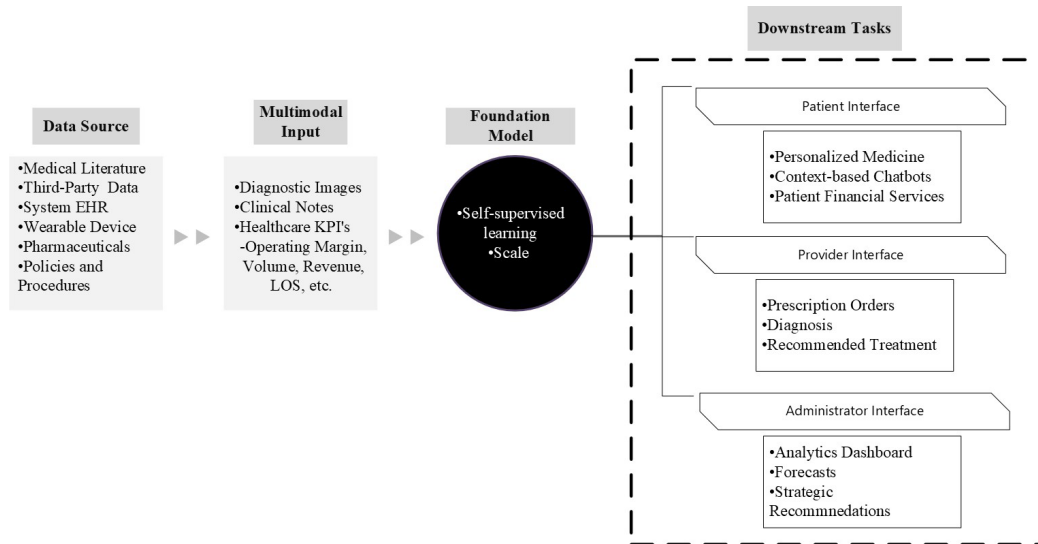 Downstream Tasks
Data Source
•Medical Literature
•Third-Party Data
•System EHR
•Wearable Device
•Pharmaceuticals
•Policies and
Procedures
Multimodal
Input
•Diagnostic Images
•Clinical Notes
•Healthcare KPI's
-Operating Margin,
Volume, Revenue,
LOS, etc.
Foundation
Model
•Self-supervised
learning
•Scale
Patient Interface
•Personalized Medicine
•Context-based Chatbots
•Patient Financial Services
Provider Interface
•Prescription Orders
•Diagnosis
•Recommended Treatment
Administrator Interface
•Analytics Dashboard
•Forecasts
•Strategic
Recommnedations